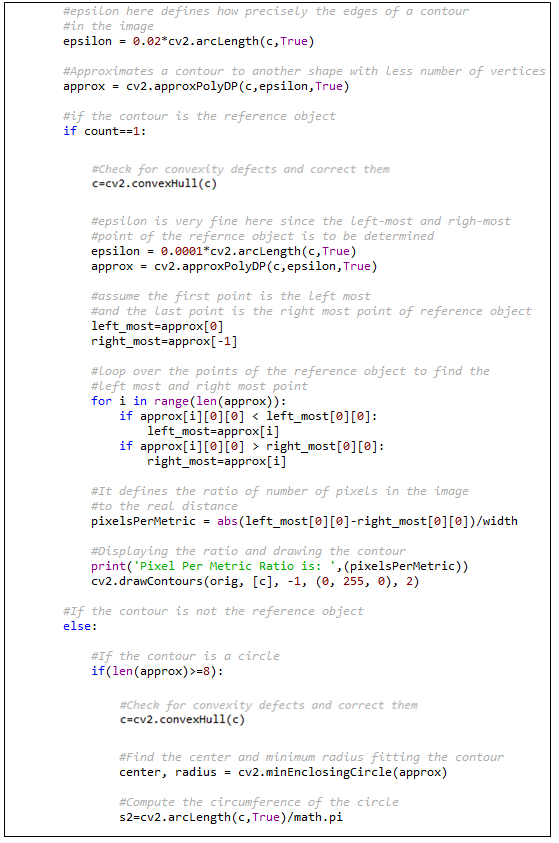 #epsilon here defines how precisely the edges of a contour
#in the image
epsilon = 0.02*cv2.arcLength(c,True)
#Approximates a contour to another shape with less number of vertices
approx = cv2.approxPolyDP(c,epsilon,True)
#if the contour is the reference object
if count==1:
#Check for convexity defects and correct them
c=cv2.convexHull(c)
#epsilon is very fine here since the left-most and righ-most
#point of the refernce object is to be determined
epsilon = 0.0001*cv2.arcLength(c,True)
approx = cv2.approxPolyDP(c,epsilon,True)
#assume the first point is the left most
#and the last point is the right most point of reference object
left_most=approx[0]
right_most=approx[-1]
#loop over the points of the reference object to find the
#left most and right most point
for i in range(len(approx)):
if approx[i][0][0] < left_most[0][0]:
left_most=approx[i]
if approx[i][0][0] > right_most[0][0]:
right_most=approx[i]
#It defines the ratio of number of pixels in the image
#to the real distance
pixelsPerMetric = abs(left_most[0][0]-right_most[0][0])/width
#Displaying the ratio and drawing the contour
print('Pixel Per Metric Ratio is: ',(pixelsPerMetric))
cv2.drawContours(orig, [c], -1, (0, 255, 0), 2)
#If the contour is not the reference object
else:
#If the contour is a circle
if(len(approx)>=8):
#Check for convexity defects and correct them
c=cv2.convexHull(c)
#Find the center and minimum radius fitting the contour
center, radius = cv2.minEnclosingCircle(approx)
#Compute the circumference of the circle
s2=cv2.arcLength(c,True)/math.pi